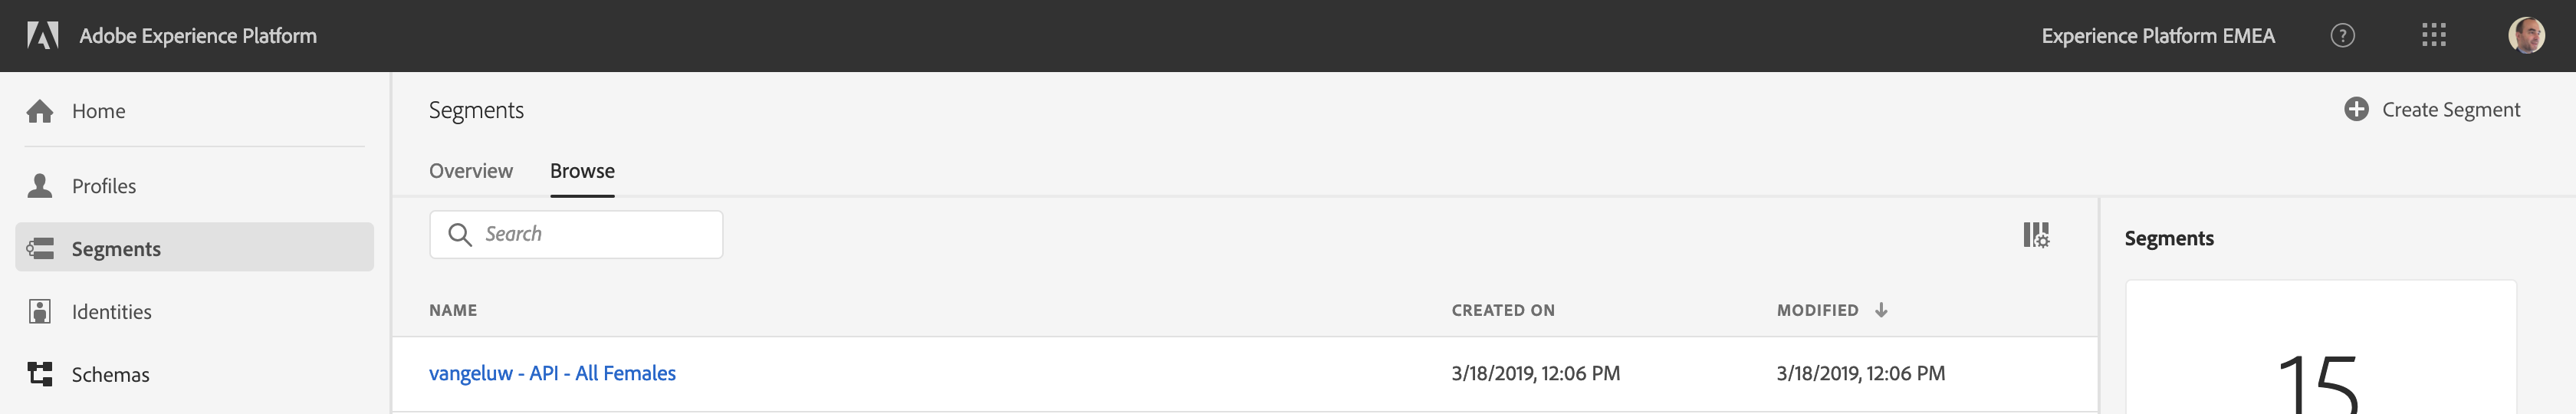 Adobe Experience Platform
Experience Platform EMEA
?
Home
Profiles
Segments
Identities
Schemas
Segments
Create Segment
Overview
Browse
Search
NAME
CREATED ON
MODIFIED
vangeluw - API - All Females
3/18/2019, 12:06 PM
3/18/2019, 12:06 PM
Segments
15